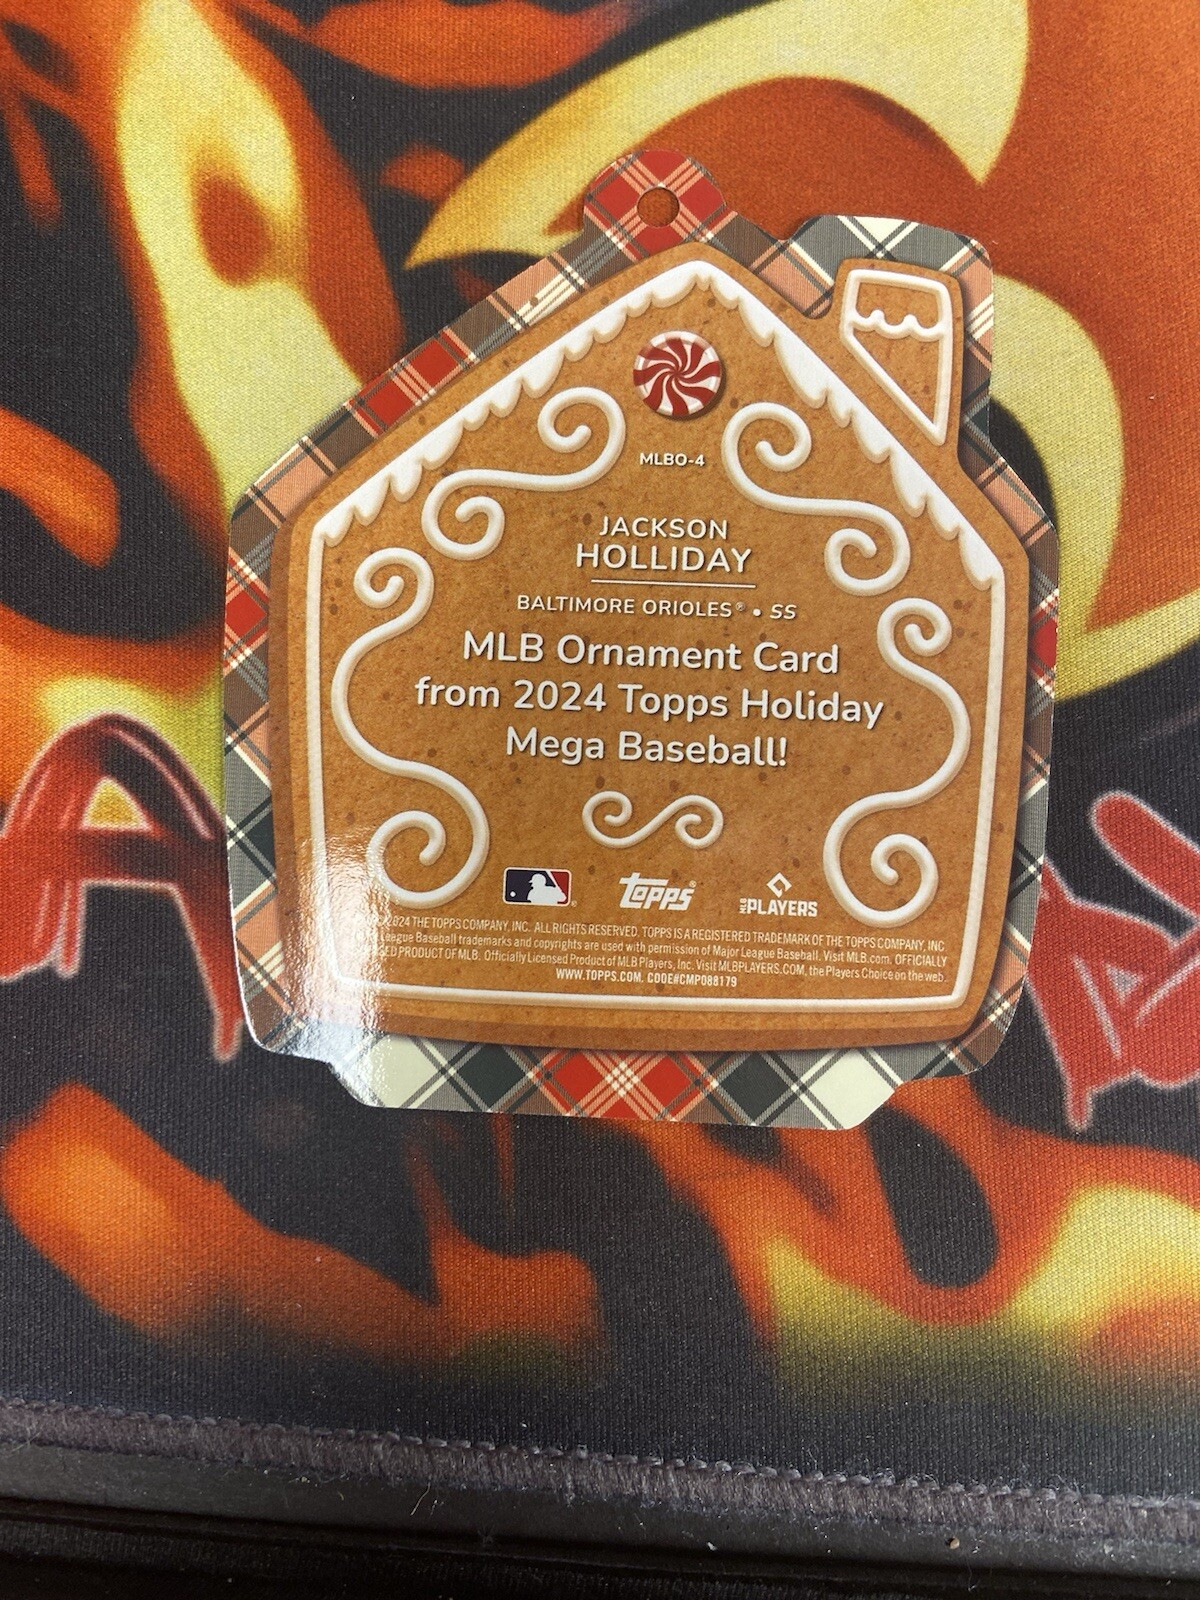 MLBO-4
JACKSON
HOLLIDAY
BALTIMORE ORIOLES® • SS
MLB Ornament Card
from 2024 Topps Holiday
Mega Baseball!
topps®
MLB PLAYERS
2024 THE TOPPS COMPANY, INC. ALL RIGHTS RESERVED. TOPPS IS A REGISTERED TRADEMARK OF THE TOPPS COMPANY, INC.
League Baseball trademarks and copyrights are used with permission of Major League Baseball. Visit MLB.com. OFFICIALLY
PRODUCT OF MLB. Officially Licensed Product of MLB Players, Inc. Visit MLBPLAYERS.COM, the Players Choice on the web.
WWW.TOPPS.COM. CODE#CMP088179